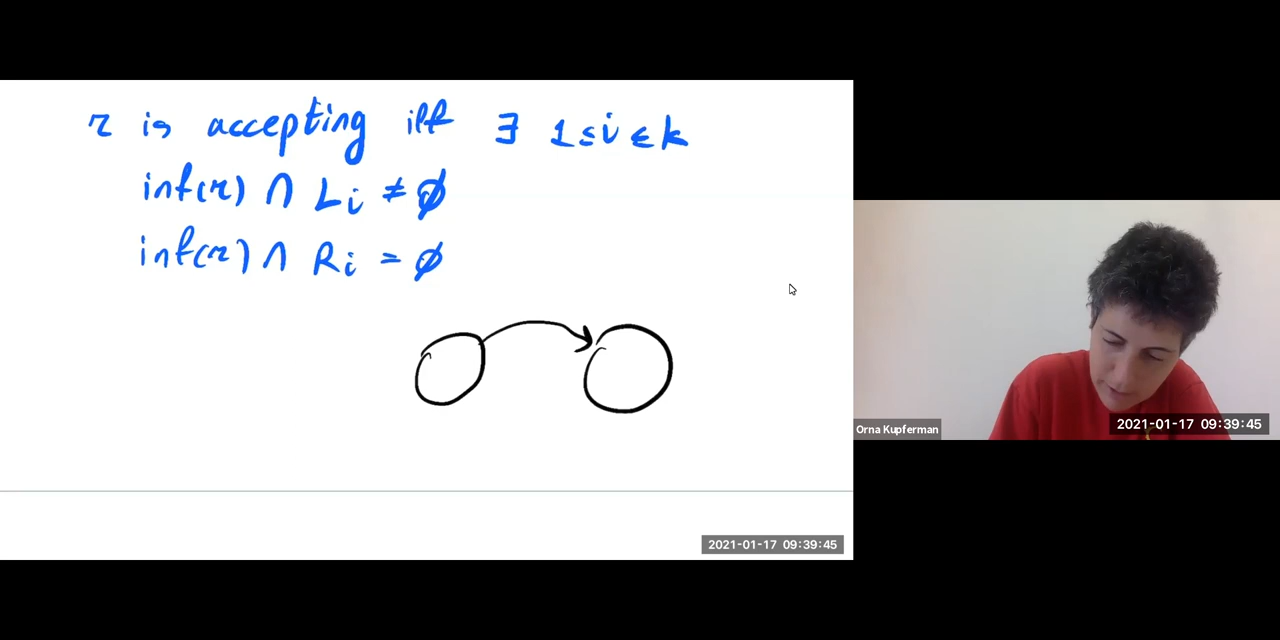 r is accepting iff ∃ 1≤i≤k
inf(r) ∩ Li ≠ ∅
inf(r) ∩ Ri = ∅
Orna Kupferman
2021-01-17 09:39:45
2021-01-17 09:39:45